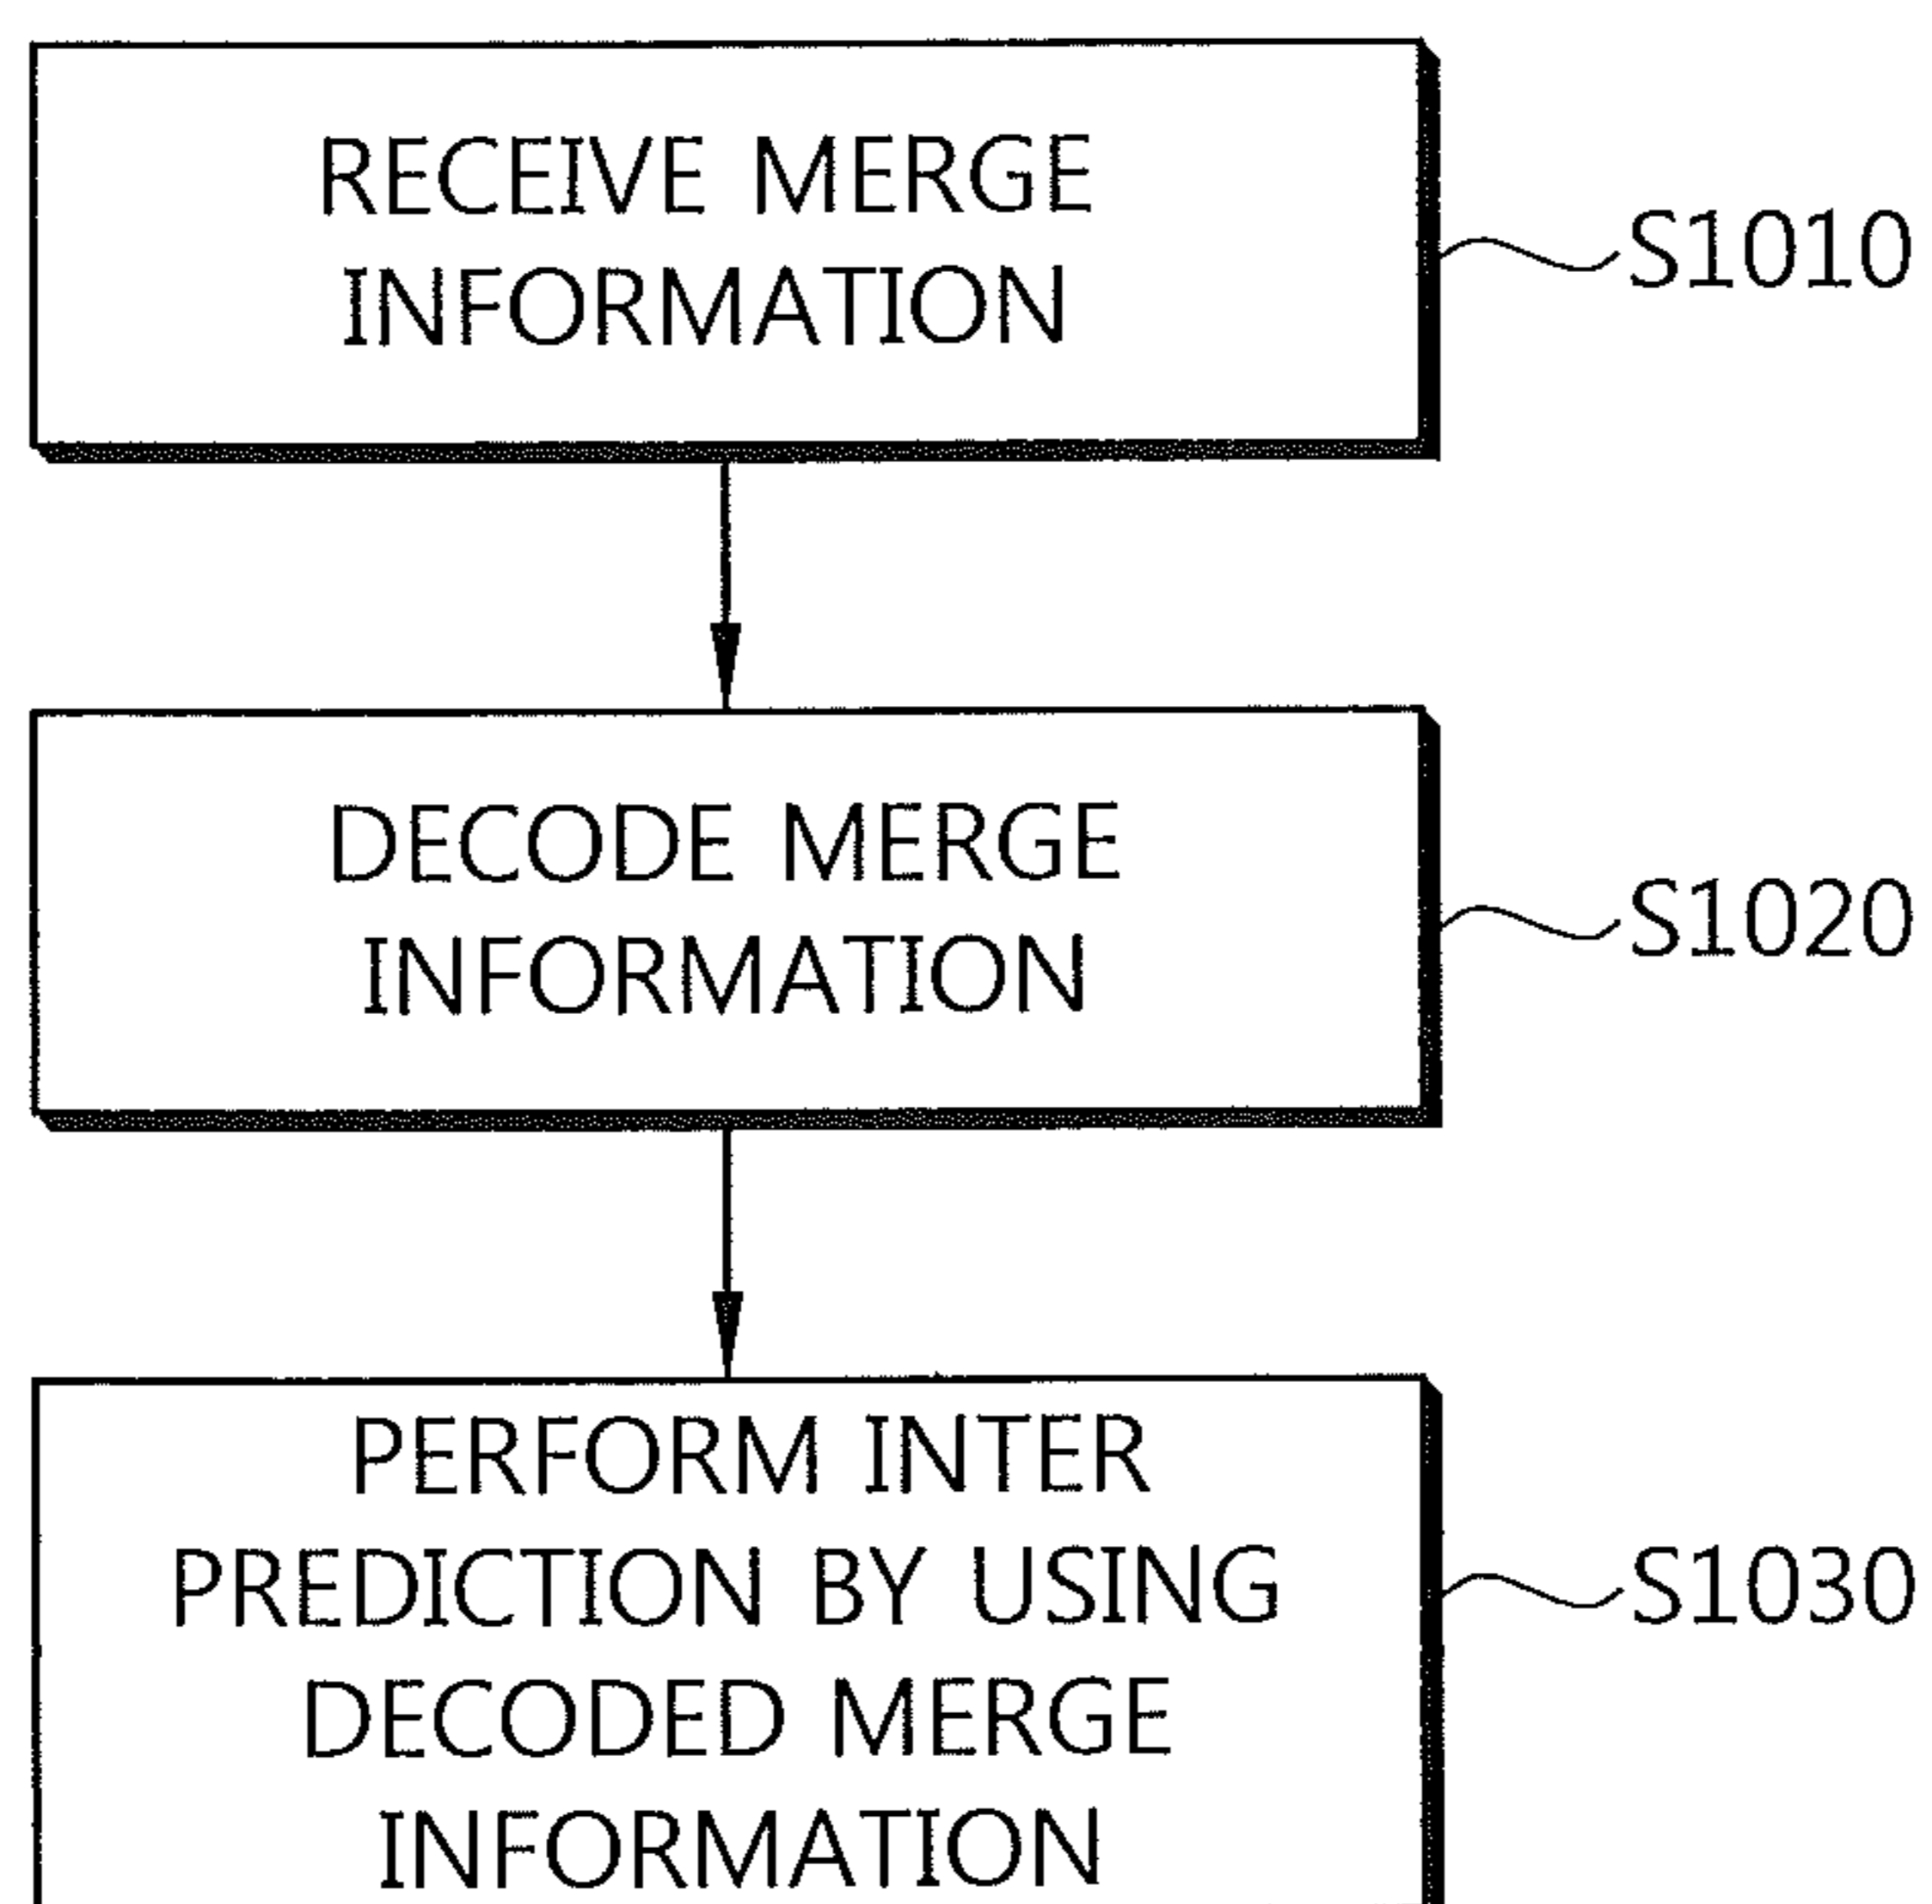 RECEIVE MERGE
INFORMATION
S1010
DECODE MERGE
INFORMATION
S1020
PERFORM INTER
PREDICTION BY USING
DECODED MERGE
INFORMATION
S1030